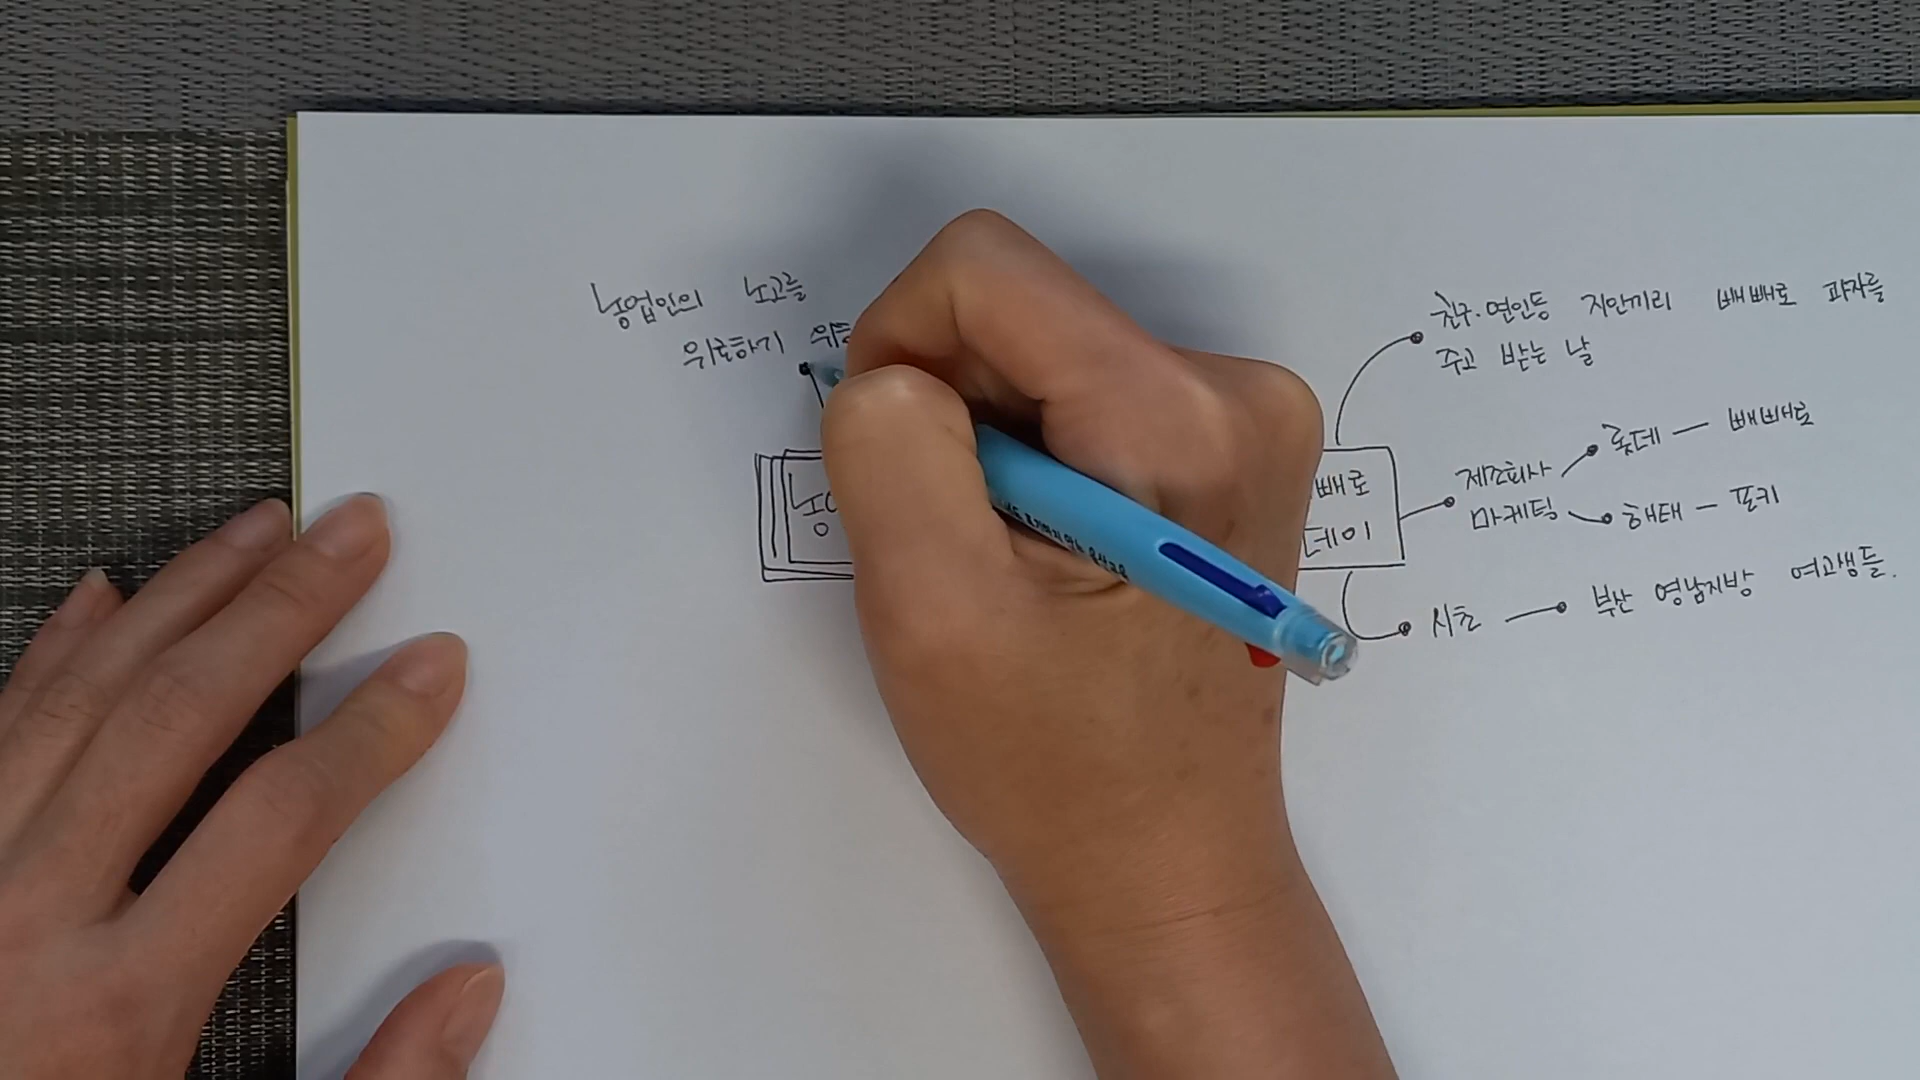 농업인의 노고를
위로하기 위한
농
빼로
데이
친구·연인등 지인끼리 빼빼로 과자를
주고 받는 날
제조회사
마케팅
롯데 — 빼빼로
해태 — 포키
시초
부산 영남지방 여고생들.